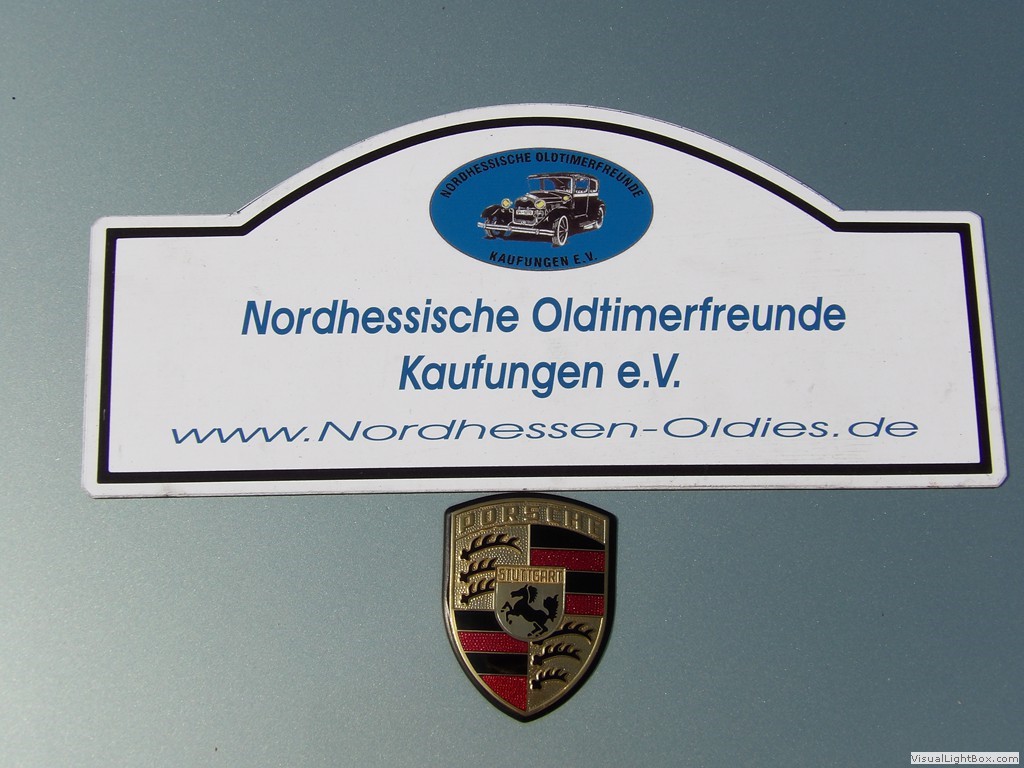 NORDHESSISCHE OLDTIMERFREUNDE
KAUFUNGEN E.V.
Nordhessische Oldtimerfreunde
Kaufungen e.V.
www.Nordhessen-Oldies.de
PORSCHE
STUTTGART
VisualLightBox.com